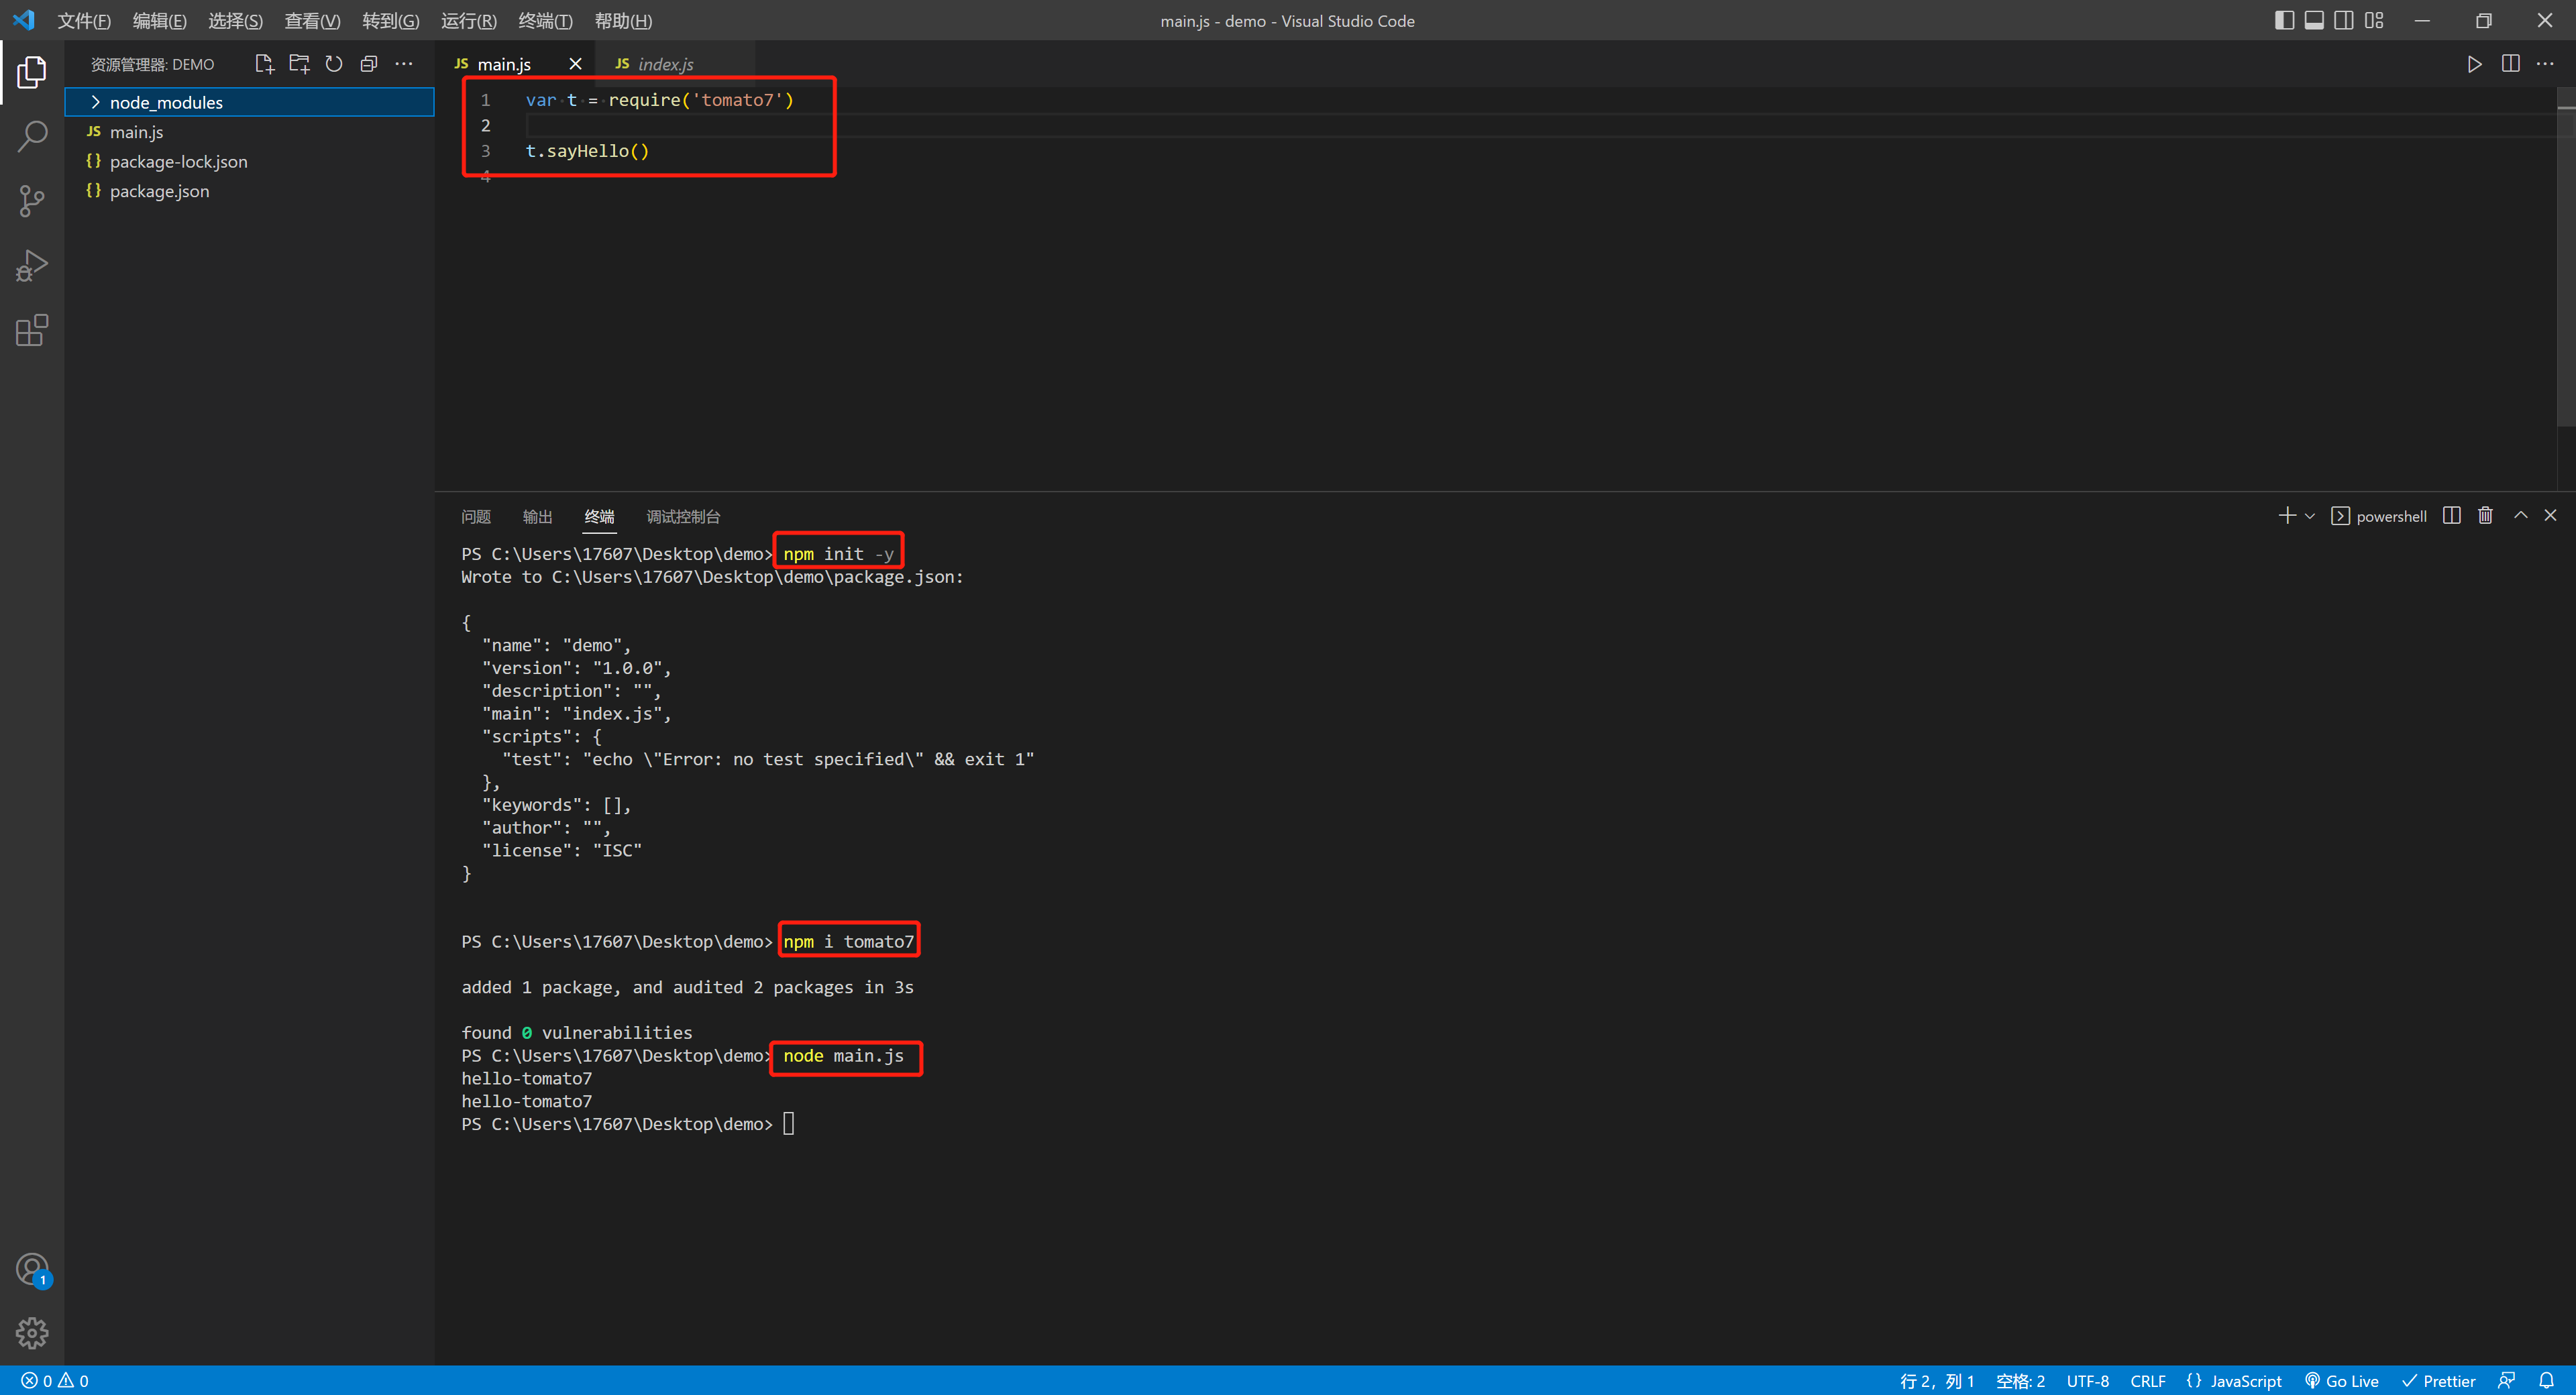 文件(F) 编辑(E) 选择(S) 查看(V) 转到(G) 运行(R) 终端(T) 帮助(H)
main.js - demo - Visual Studio Code
资源管理器: DEMO
node_modules
JS main.js
{} package-lock.json
{} package.json
JS main.js
JS index.js
1 var t = require('tomato7')
2
3 t.sayHello()
4
问题 输出 终端 调试控制台
powershell
PS C:\Users\17607\Desktop\demo> npm init -y
Wrote to C:\Users\17607\Desktop\demo\package.json:
{
"name": "demo",
"version": "1.0.0",
"description": "",
"main": "index.js",
"scripts": {
"test": "echo \"Error: no test specified\" && exit 1"
},
"keywords": [],
"author": "",
"license": "ISC"
}
PS C:\Users\17607\Desktop\demo> npm i tomato7
added 1 package, and audited 2 packages in 3s
found 0 vulnerabilities
PS C:\Users\17607\Desktop\demo> node main.js
hello-tomato7
hello-tomato7
PS C:\Users\17607\Desktop\demo>
1
0 0
行 2，列 1 空格: 2 UTF-8 CRLF {} JavaScript Go Live Prettier